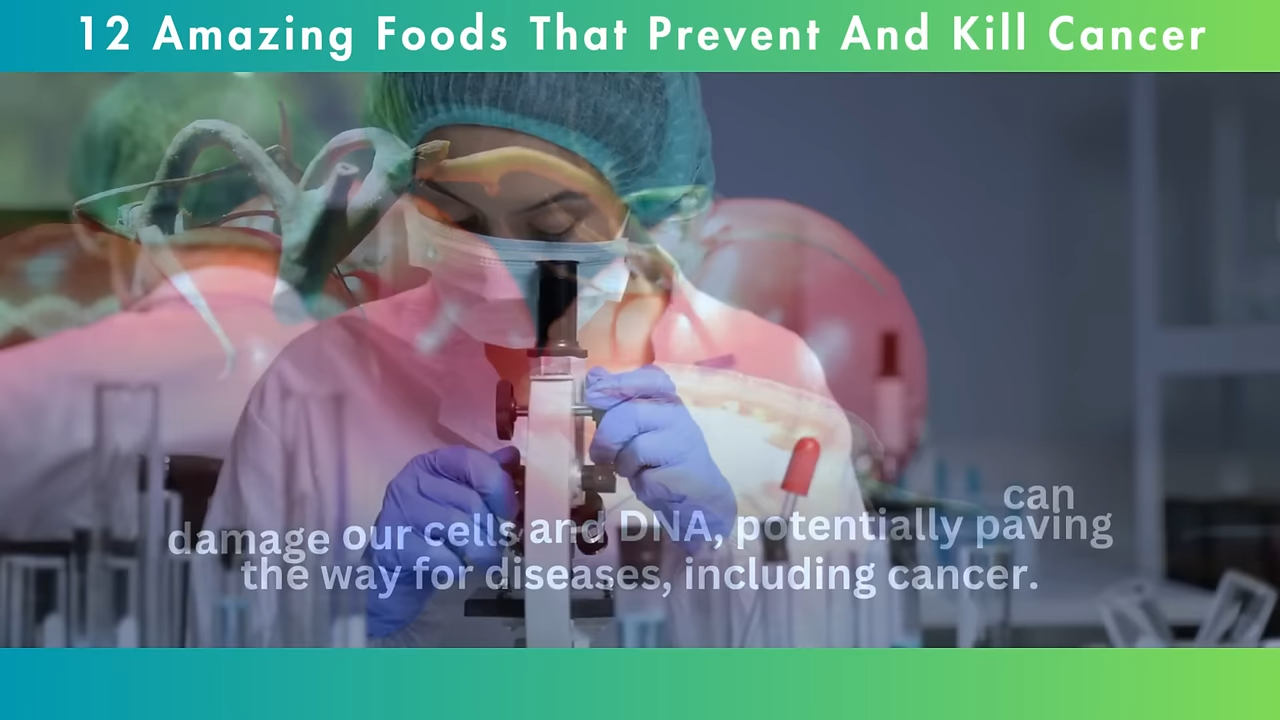 12 Amazing Foods That Prevent And Kill Cancer
can
damage our cells and DNA, potentially paving
the way for diseases, including cancer.